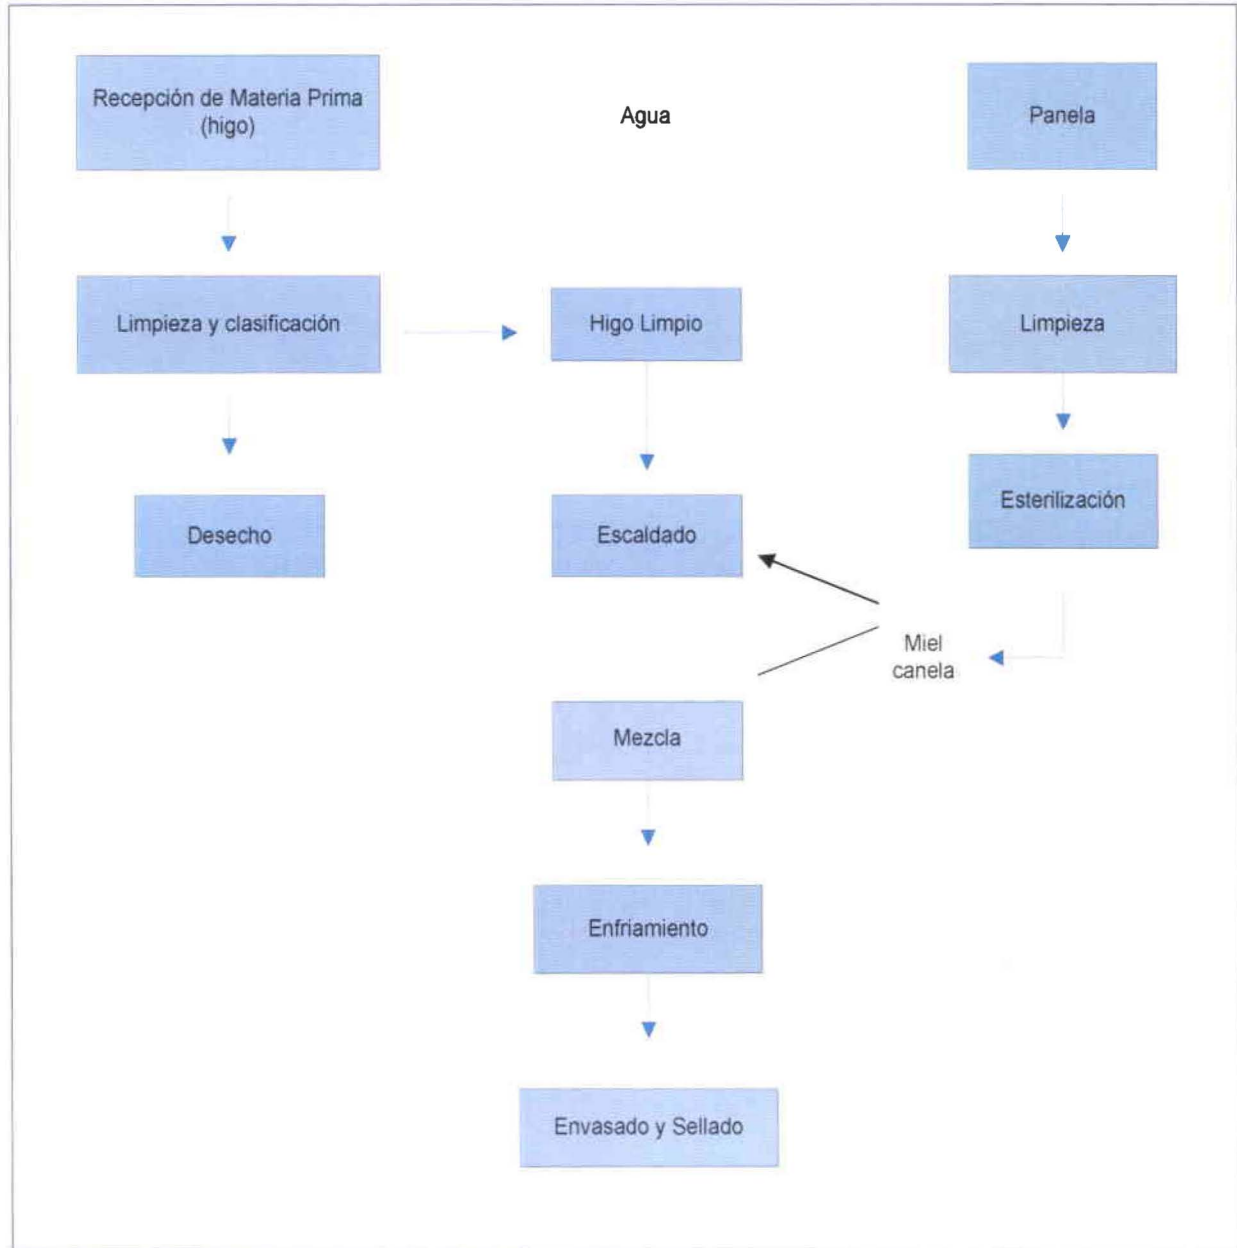 Recepción de Materia Prima
(higo)
Agua
Panela
Limpieza y clasificación
Higo Limpio
Limpieza
Desecho
Escaldado
Esterilización
Miel
canela
Mezcla
Enfriamiento
Envasado y Sellado